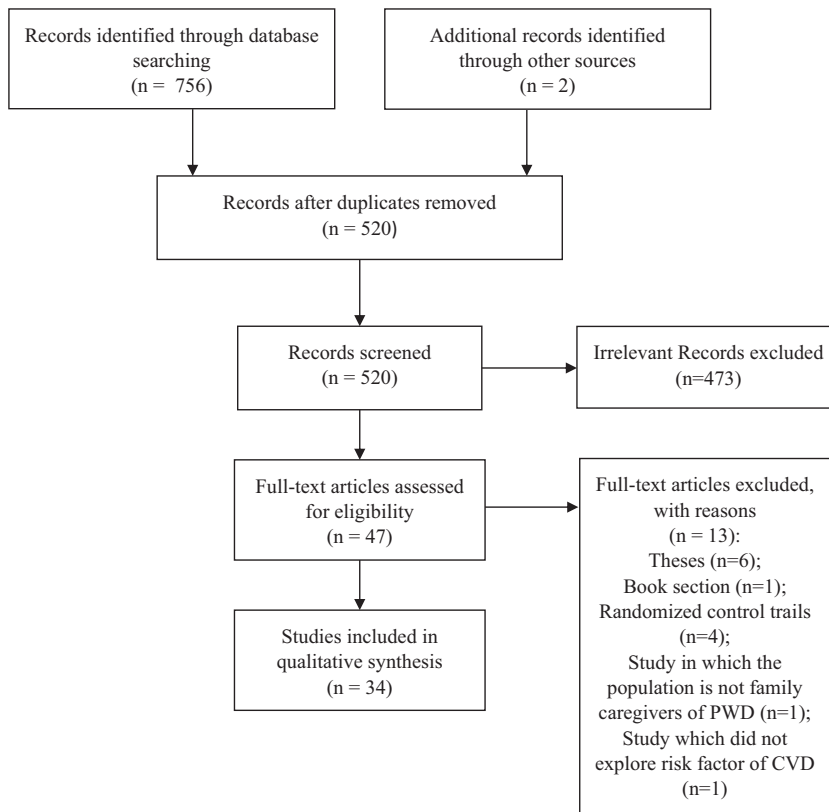 Records identified through database
searching
(n =  756)
Additional records identified
through other sources
(n = 2)
Records after duplicates removed
(n = 520)
Records screened
(n = 520)
Irrelevant Records excluded
(n=473)
Full-text articles assessed
for eligibility
(n = 47)
Full-text articles excluded,
with reasons
(n = 13):
Theses (n=6);
Book section (n=1);
Randomized control trails
(n=4);
Study in which the
population is not family
caregivers of PWD (n=1);
Study which did not
explore risk factor of CVD
(n=1)
Studies included in
qualitative synthesis
(n = 34)